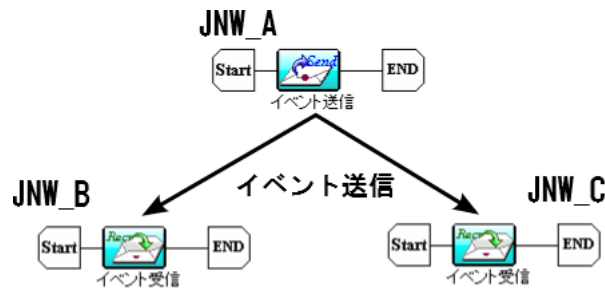 JNW_A
Start
Send
END
イベント送信
イベント送信
JNW_B
JNW_C
Start
Recv
END
イベント受信
Start
Recv
END
イベント受信